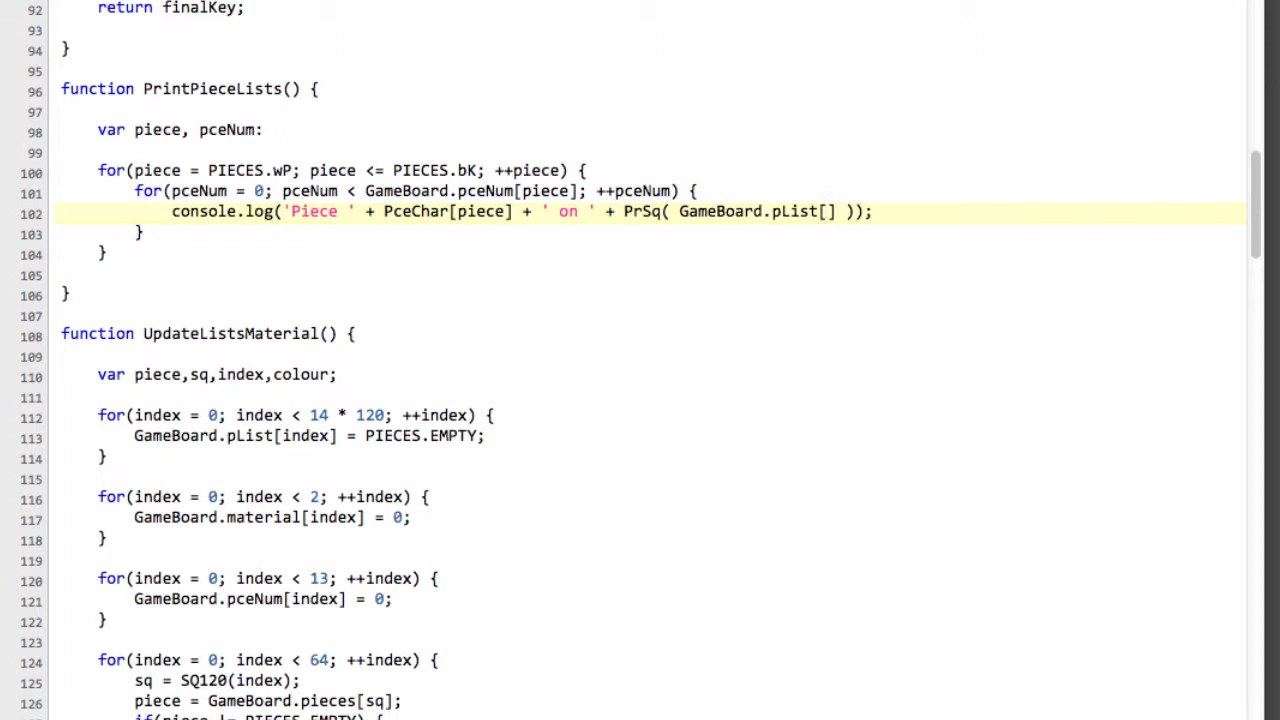 92 return finalKey;
93
94 }
95
96 function PrintPieceLists() {
97
98 var piece, pceNum:
99
100 for(piece = PIECES.wP; piece <= PIECES.bK; ++piece) {
101 for(pceNum = 0; pceNum < GameBoard.pceNum[piece]; ++pceNum) {
102 console.log('Piece ' + PceChar[piece] + ' on ' + PrSq( GameBoard.pList[] ));
103 }
104 }
105
106 }
107
108 function UpdateListsMaterial() {
109
110 var piece,sq,index,colour;
111
112 for(index = 0; index < 14 * 120; ++index) {
113 GameBoard.pList[index] = PIECES.EMPTY;
114 }
115
116 for(index = 0; index < 2; ++index) {
117 GameBoard.material[index] = 0;
118 }
119
120 for(index = 0; index < 13; ++index) {
121 GameBoard.pceNum[index] = 0;
122 }
123
124 for(index = 0; index < 64; ++index) {
125 sq = SQ120(index);
126 piece = GameBoard.pieces[sq];
if(piece != PIECES.EMPTY) {